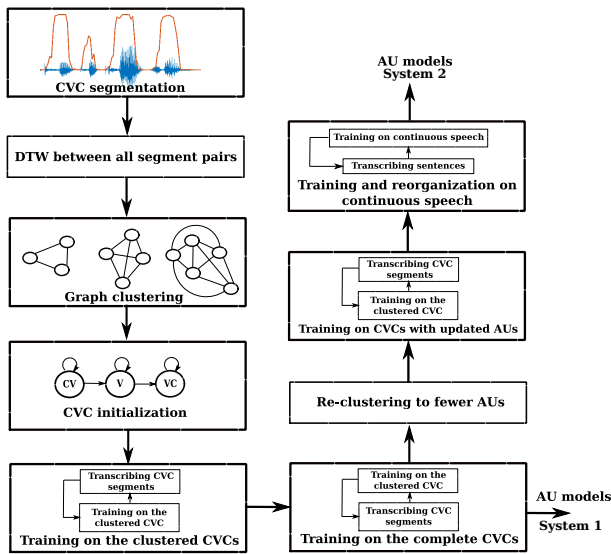 CVC segmentation
DTW between all segment pairs
Graph clustering
CV
V
VC
CVC initialization
Transcribing CVC
segments
Training on the
clustered CVC
Training on the clustered CVCs
Training on the
clustered CVC
Transcribing CVC
segments
Training on the complete CVCs
AU models
System 1
Re-clustering to fewer AUs
Transcribing CVC
segments
Training on the
clustered CVC
Training on CVCs with updated AUs
Training on continuous speech
Transcribing sentences
Training and reorganization on
continuous speech
AU models
System 2